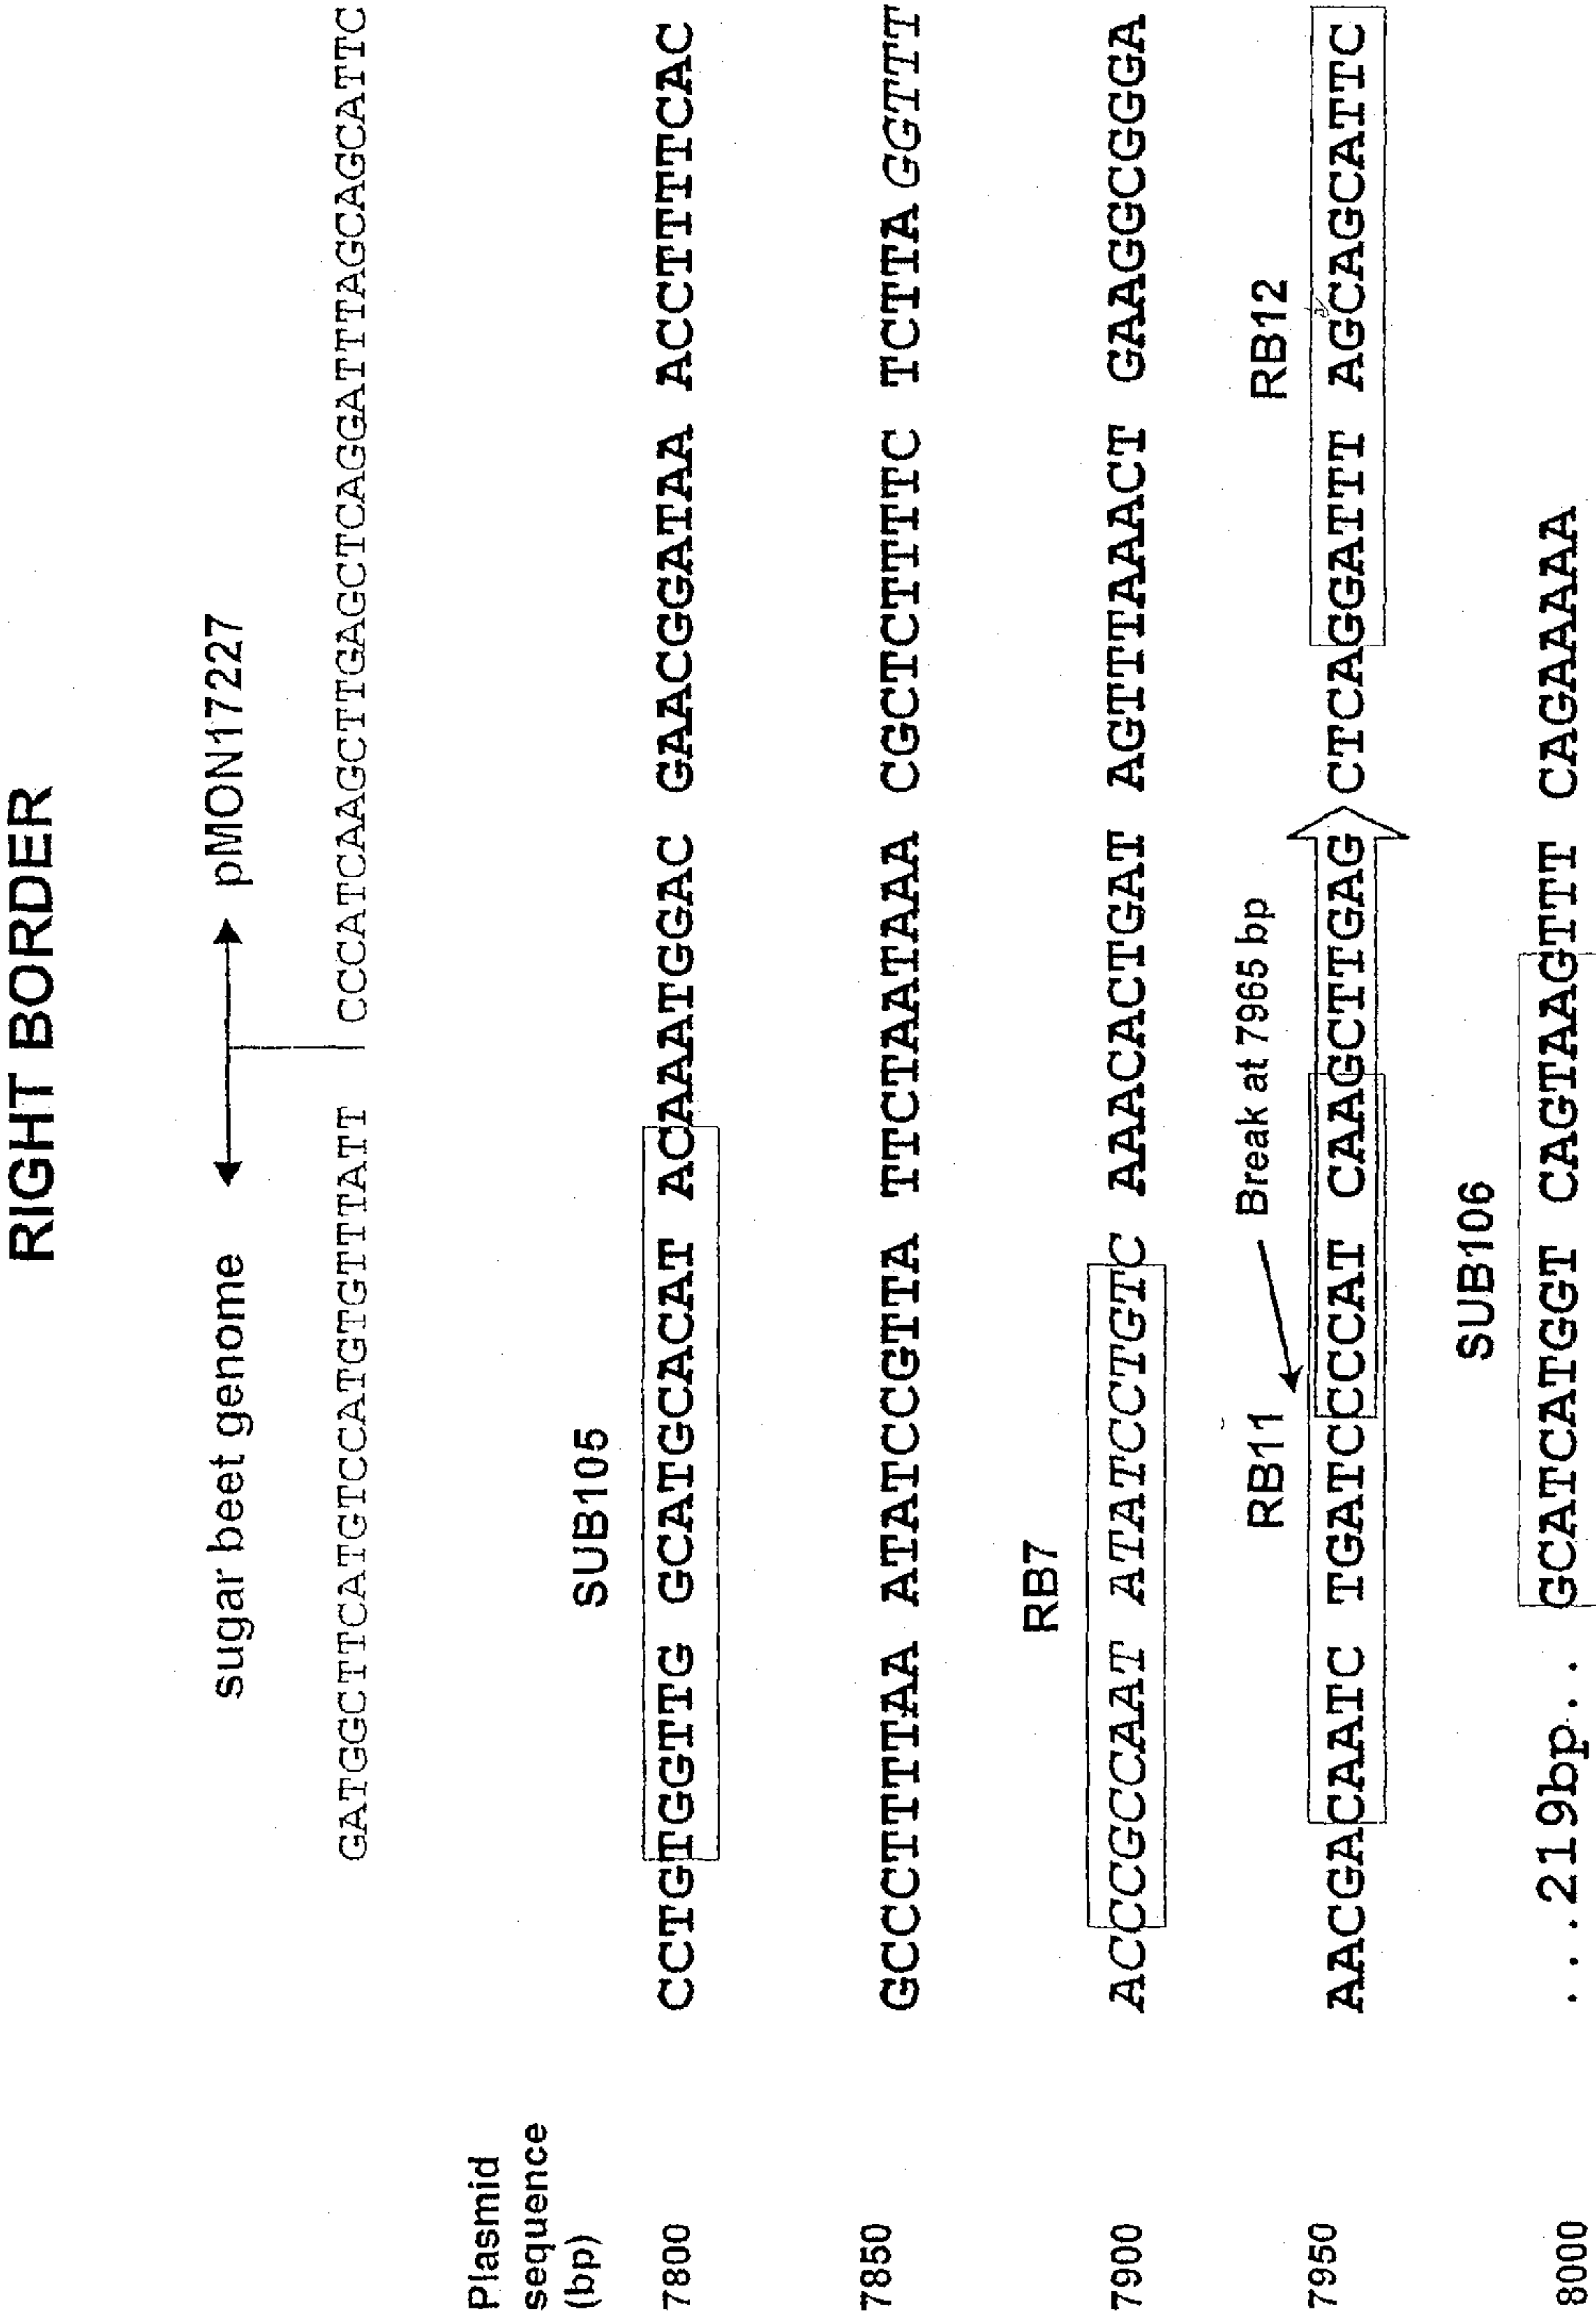 RIGHT BORDER
sugar beet genome pMON17227
GATGGCTTCATGTCCATGTGTTATT CCCATCAAGCTTGAGCTCAGGATTTAGCAGCATTC
Plasmid
sequence
(bp)
SUB105
7800 CCTGTGGTTG GCATGCACAT ACAAATGGAC GAACGGATAA ACCTTTTCAC
7850 GCCCTTTTAA ATATCCGTTA TTCTAATAAA CGCTCTTTTC TCTTA GGTTT
RB7
7900 ACCCGCCAAT ATATCCTGTC AAACACTGAT AGTTTAAACT GAAGGCGGGA
RB11 Break at 7965 bp RB12
7950 AACGACAATC TGATCCCCAT CAAGCTTGAG CTCAGGATTT AGCAGCATTC
SUB106
8000 ...219bp.. GCATCATGGT CAGTAAGTTT CAGAAAAA